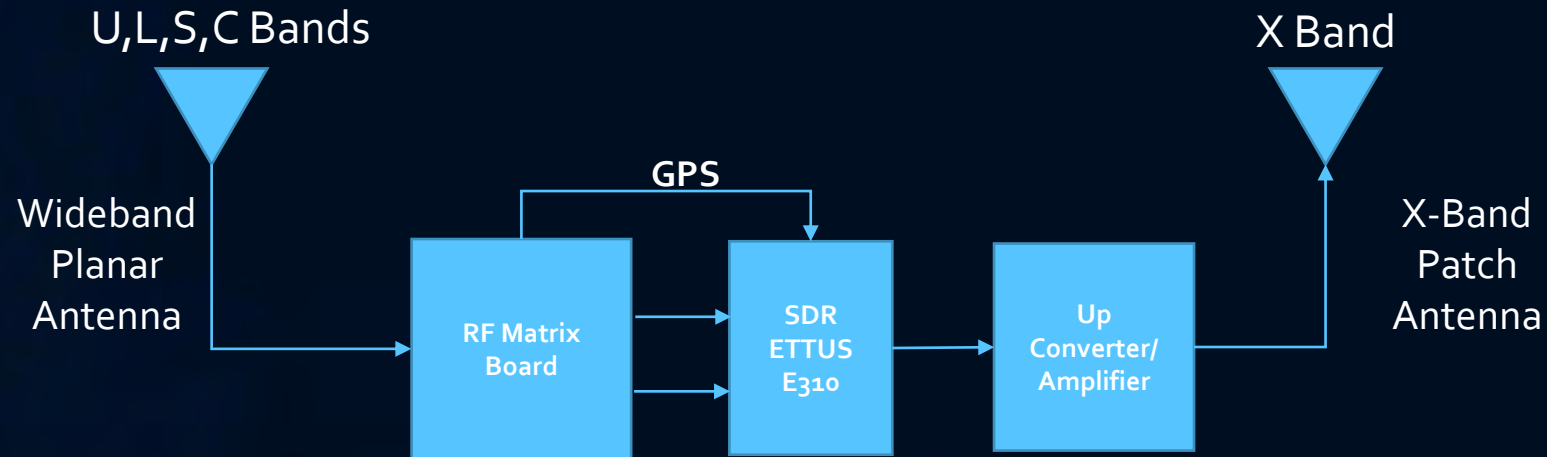 U,L,S,C Bands
X Band
GPS
Wideband
Planar
Antenna
X-Band
Patch
Antenna
RF Matrix
Board
SDR
ETTUS
E310
Up
Converter/
Amplifier